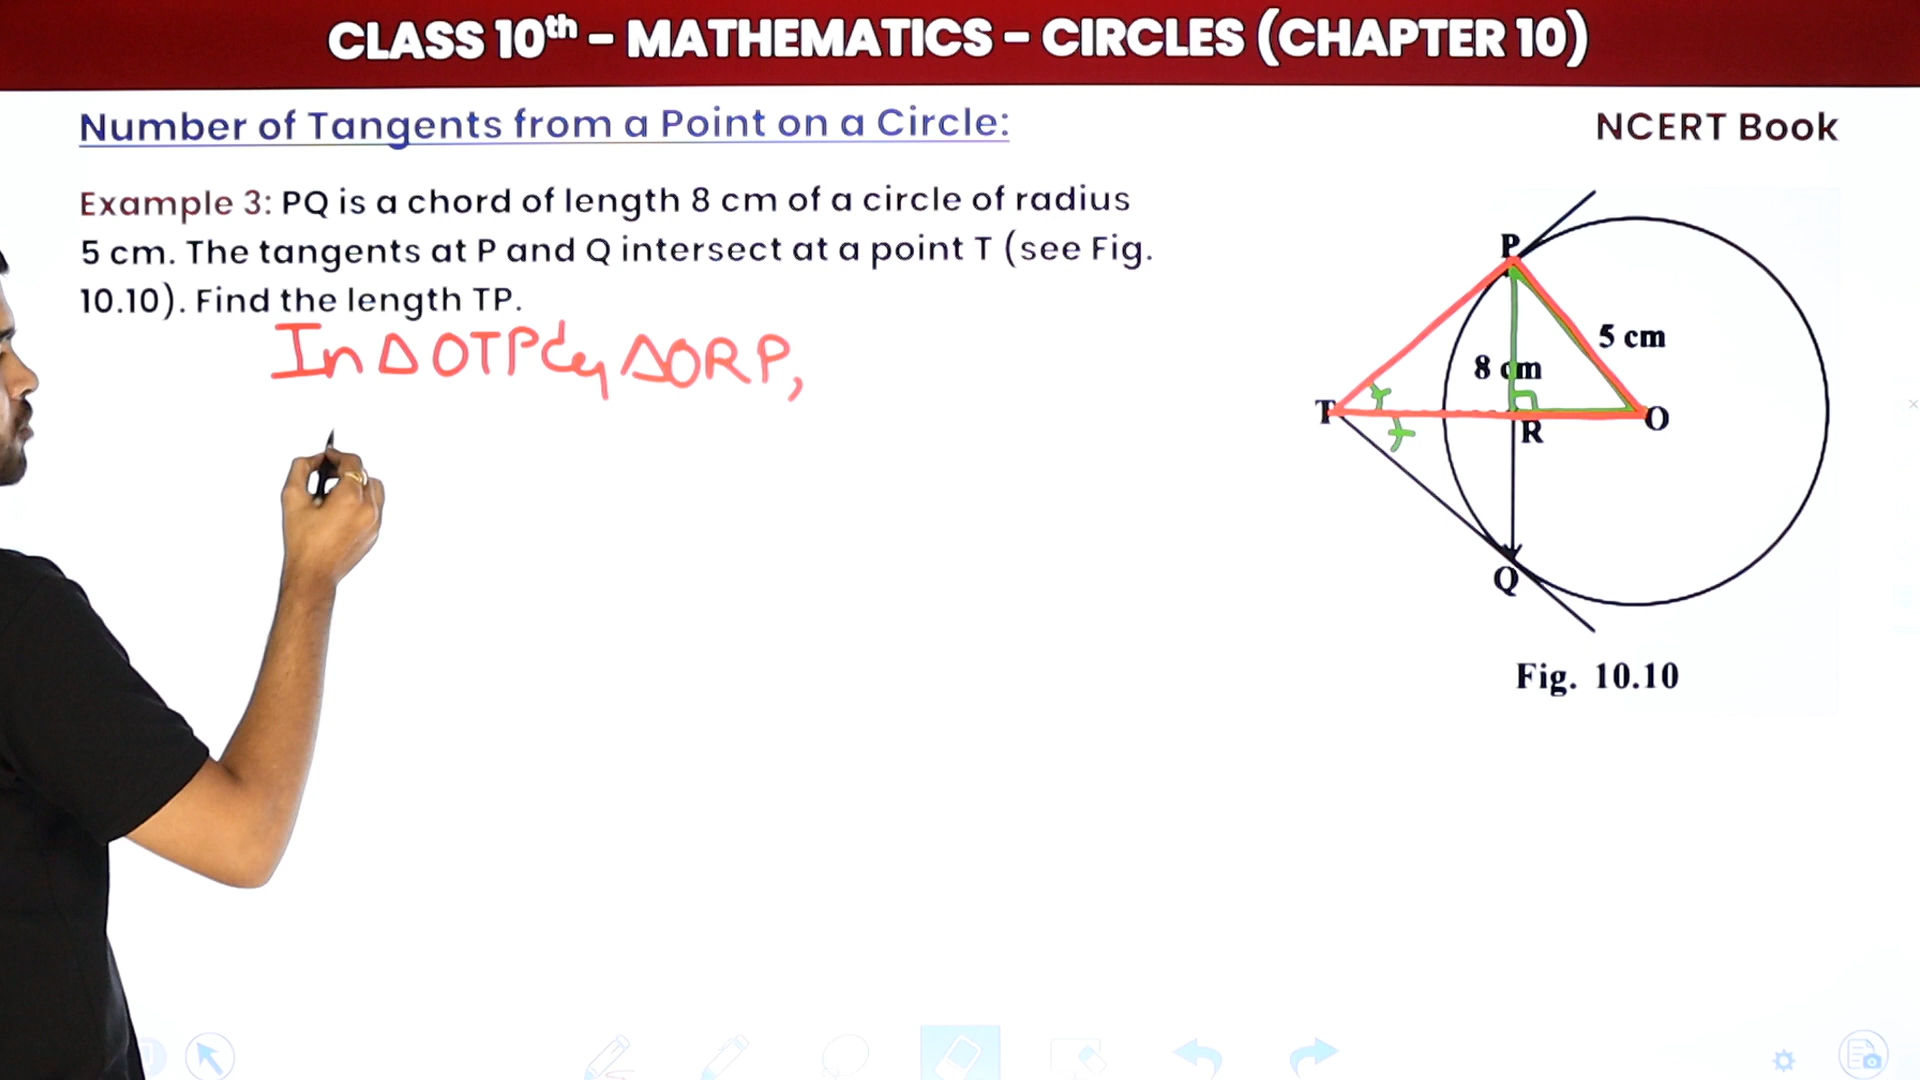 CLASS 10th - MATHEMATICS - CIRCLES (CHAPTER 10)
Number of Tangents from a Point on a Circle:
NCERT Book
Example 3: PQ is a chord of length 8 cm of a circle of radius
5 cm. The tangents at P and Q intersect at a point T (see Fig.
10.10). Find the length TP.
In Δ OTP & ΔORP,
P
5 cm
8 cm
T
R
O
Q
Fig. 10.10